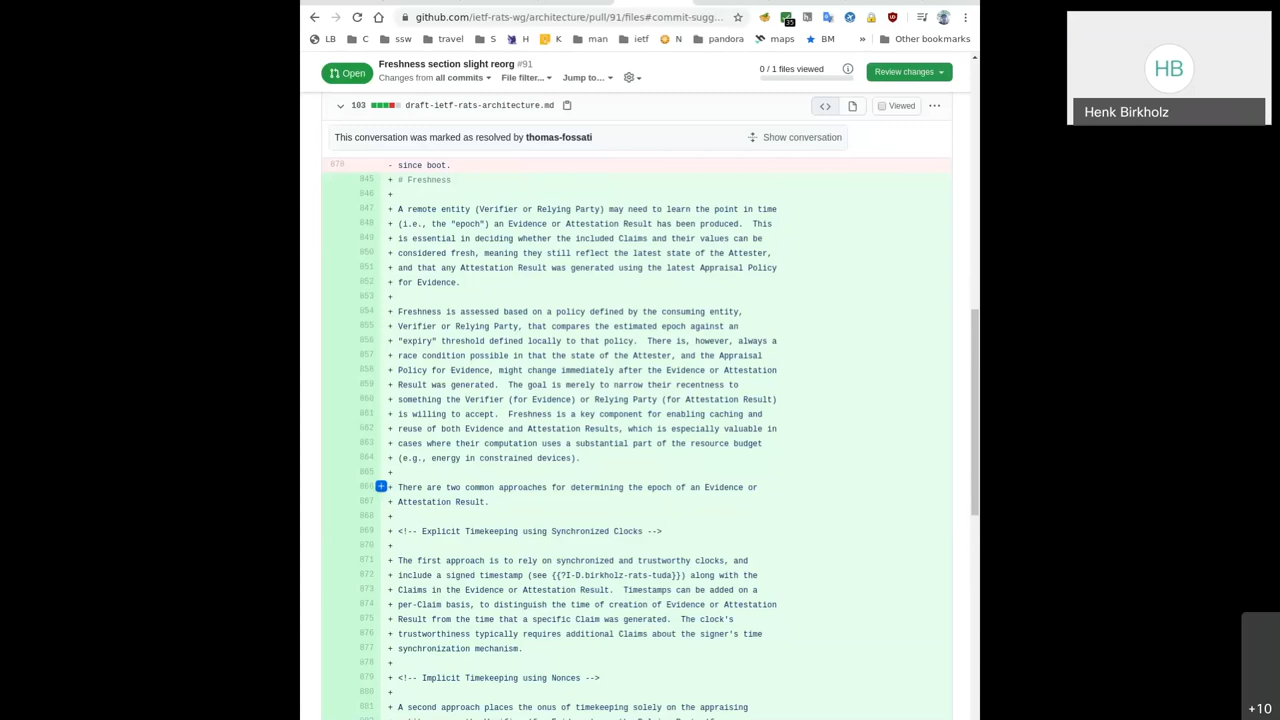 github.com/ietf-rats-wg/architecture/pull/91/files#commit-sugg...
35
LB C ssw travel S H K man ietf N pandora maps BM » Other bookmarks
Open
Freshness section slight reorg #91
Changes from all commits File filter... Jump to...
0 / 1 files viewed
Review changes
103 draft-ietf-rats-architecture.md
Viewed
This conversation was marked as resolved by thomas-fossati
Show conversation
870 - since boot.
845 + # Freshness
846 +
847 + A remote entity (Verifier or Relying Party) may need to learn the point in time
848 + (i.e., the "epoch") an Evidence or Attestation Result has been produced. This
849 + is essential in deciding whether the included Claims and their values can be
850 + considered fresh, meaning they still reflect the latest state of the Attester,
851 + and that any Attestation Result was generated using the latest Appraisal Policy
852 + for Evidence.
853 +
854 + Freshness is assessed based on a policy defined by the consuming entity,
855 + Verifier or Relying Party, that compares the estimated epoch against an
856 + "expiry" threshold defined locally to that policy. There is, however, always a
857 + race condition possible in that the state of the Attester, and the Appraisal
858 + Policy for Evidence, might change immediately after the Evidence or Attestation
859 + Result was generated. The goal is merely to narrow their recentness to
860 + something the Verifier (for Evidence) or Relying Party (for Attestation Result)
861 + is willing to accept. Freshness is a key component for enabling caching and
862 + reuse of both Evidence and Attestation Results, which is especially valuable in
863 + cases where their computation uses a substantial part of the resource budget
864 + (e.g., energy in constrained devices).
865 +
866 + There are two common approaches for determining the epoch of an Evidence or
867 + Attestation Result.
868 +
869 + <!-- Explicit Timekeeping using Synchronized Clocks -->
870 +
871 + The first approach is to rely on synchronized and trustworthy clocks, and
872 + include a signed timestamp (see {{?I-D.birkholz-rats-tuda}}) along with the
873 + Claims in the Evidence or Attestation Result. Timestamps can be added on a
874 + per-Claim basis, to distinguish the time of creation of Evidence or Attestation
875 + Result from the time that a specific Claim was generated. The clock's
876 + trustworthiness typically requires additional Claims about the signer's time
877 + synchronization mechanism.
878 +
879 + <!-- Implicit Timekeeping using Nonces -->
880 +
881 + A second approach places the onus of timekeeping solely on the appraising
HB
Henk Birkholz
+10